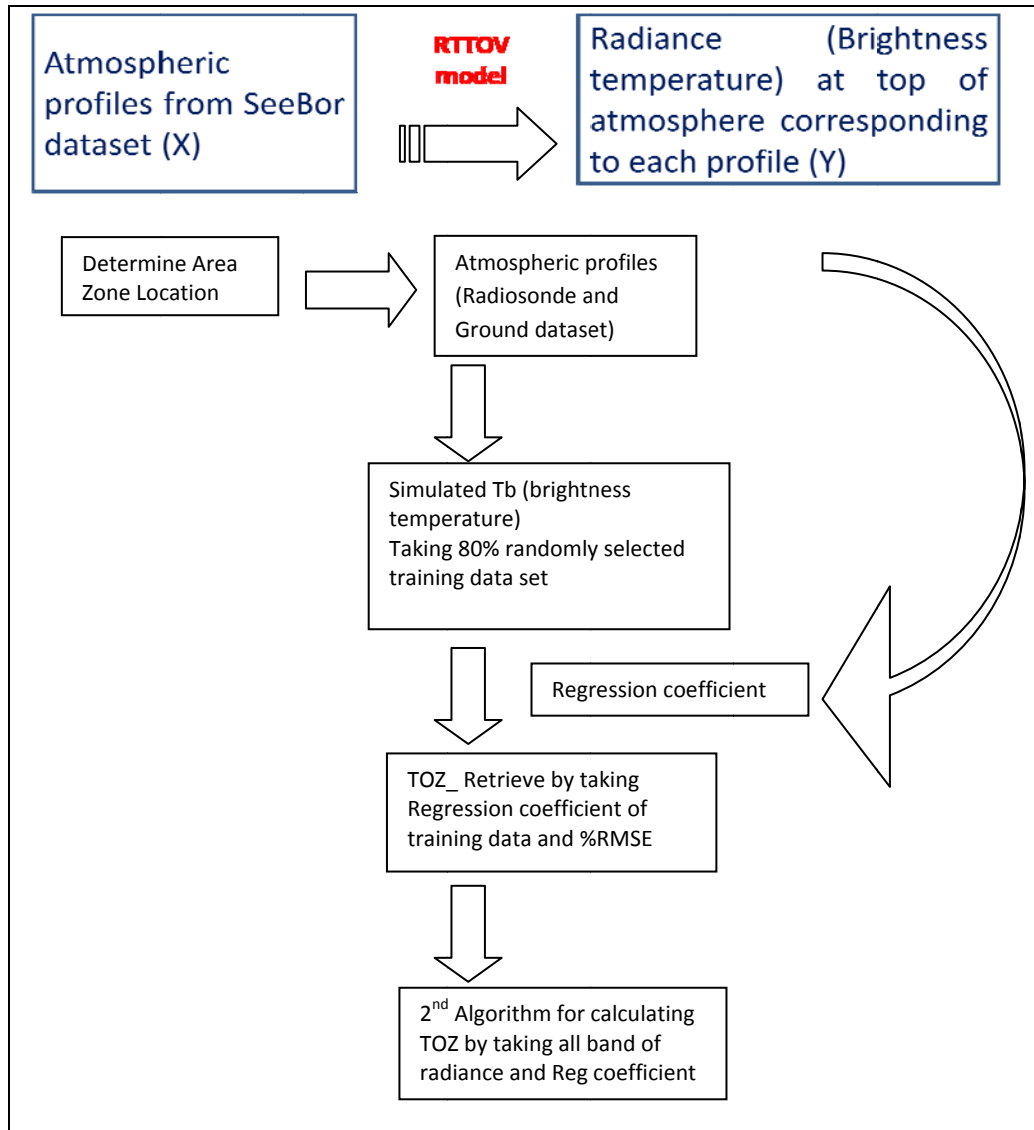 Atmospheric
profiles from SeeBor
dataset (X)
RTTOV
model
Radiance (Brightness
temperature) at top of
atmosphere corresponding
to each profile (Y)
Determine Area
Zone Location
Atmospheric profiles
(Radiosonde and
Ground dataset)
Simulated Tb (brightness
temperature)
Taking 80% randomly selected
training data set
Regression coefficient
TOZ_ Retrieve by taking
Regression coefficient of
training data and %RMSE
2nd Algorithm for calculating
TOZ by taking all band of
radiance and Reg coefficient